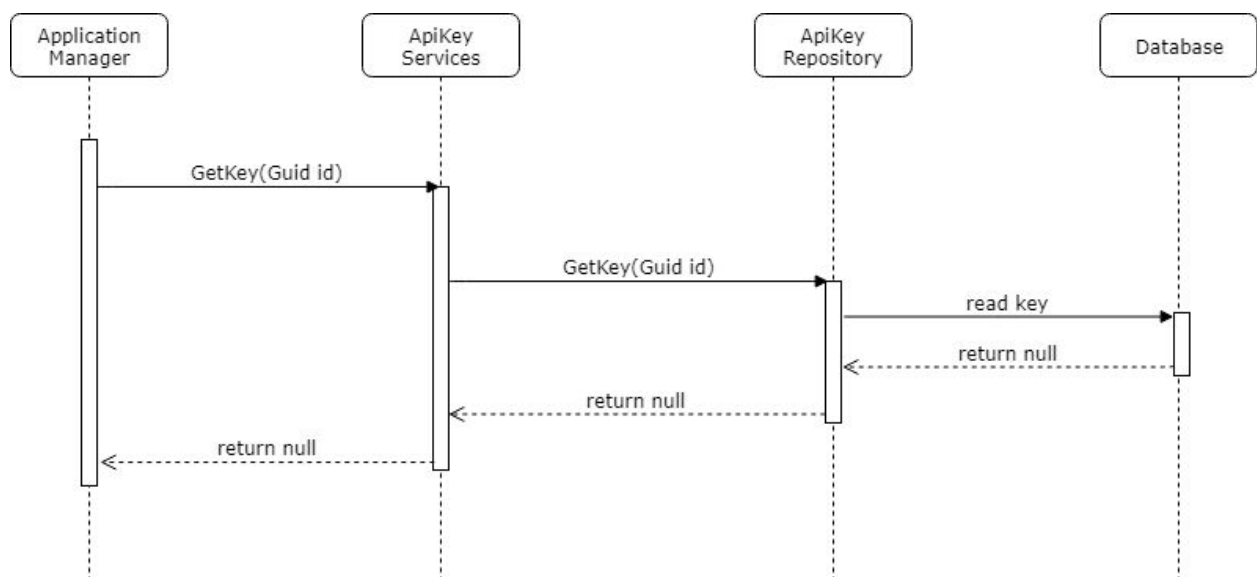 Application
Manager
ApiKey
Services
ApiKey
Repository
Database
GetKey(Guid id)
GetKey(Guid id)
read key
return null
return null
return null